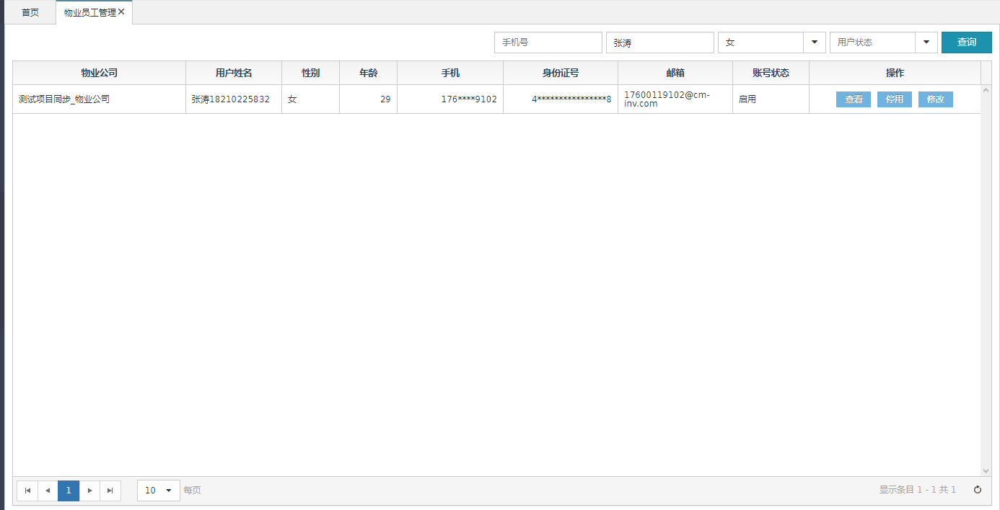 首页
物业员工管理
手机号
张涛
女
用户状态
查询
物业公司
用户姓名
性别
年龄
手机
身份证号
邮箱
账号状态
操作
测试项目同步_物业公司
张涛18210225832
女
29
176****9102
4****************8
17600119102@cm-
inv.com
启用
查看
停用
修改
1
10
每页
显示条目 1 - 1 共 1